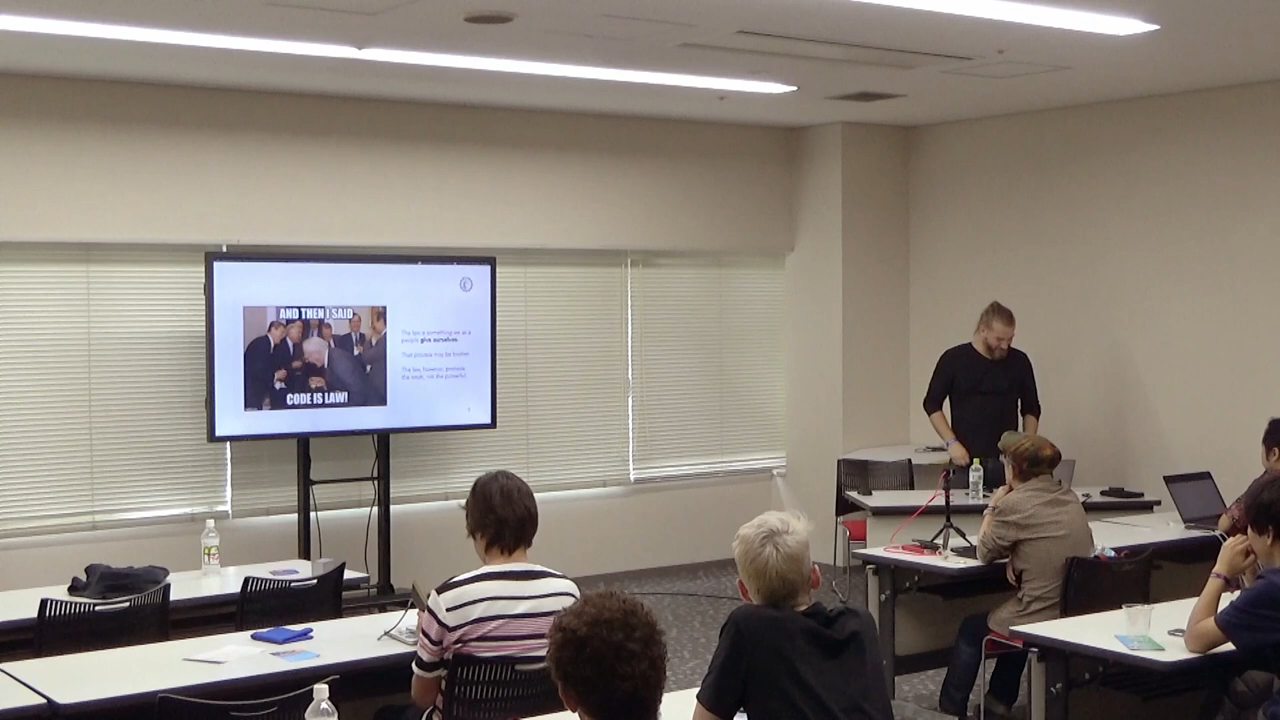 AND THEN I SAID
CODE IS LAW!
The law is something we as a
people give ourselves.
That process may be broken.
The law, however, protects
the weak, not the powerful.